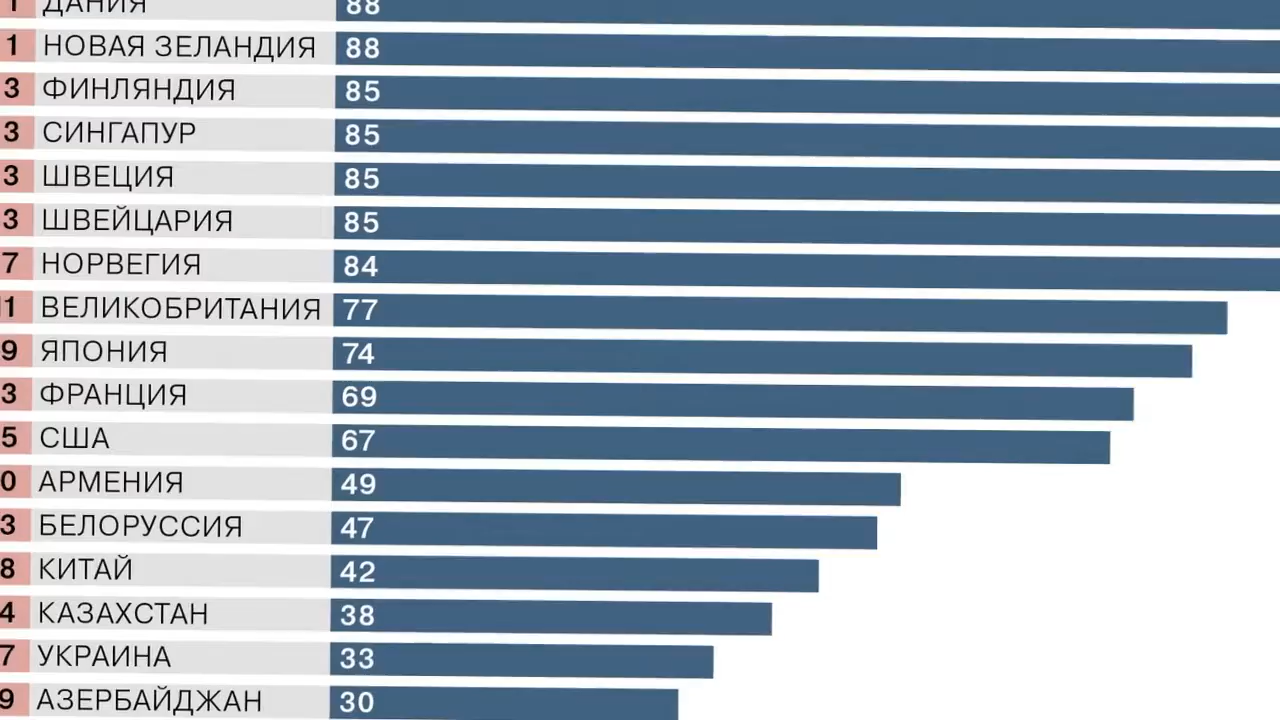 1 ДАНИЯ 88
1 НОВАЯ ЗЕЛАНДИЯ 88
3 ФИНЛЯНДИЯ 85
3 СИНГАПУР 85
3 ШВЕЦИЯ 85
3 ШВЕЙЦАРИЯ 85
7 НОРВЕГИЯ 84
11 ВЕЛИКОБРИТАНИЯ 77
9 ЯПОНИЯ 74
3 ФРАНЦИЯ 69
5 США 67
0 АРМЕНИЯ 49
3 БЕЛОРУССИЯ 47
8 КИТАЙ 42
4 КАЗАХСТАН 38
7 УКРАИНА 33
9 АЗЕРБАЙДЖАН 30